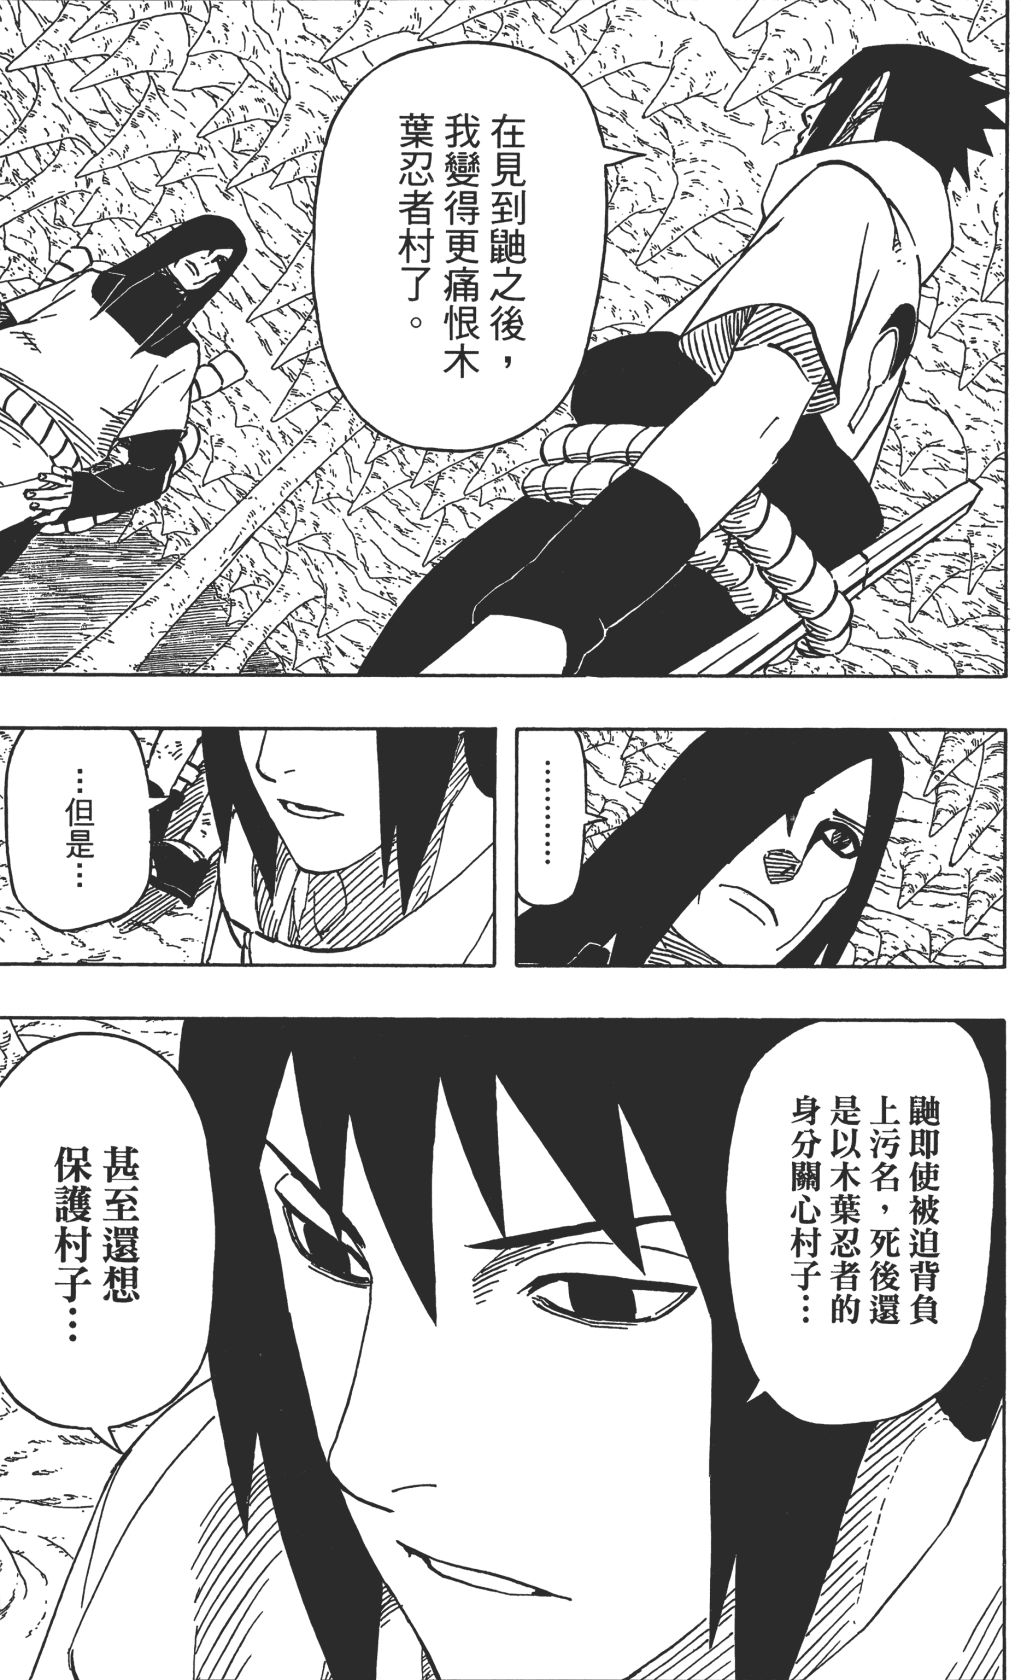 在見到鼬之後，
我變得更痛恨木
葉忍者村了。
………
…但是…
鼬即使被迫背負
上污名，死後還
是以木葉忍者的
身分關心村子…
甚至還想
保護村子…